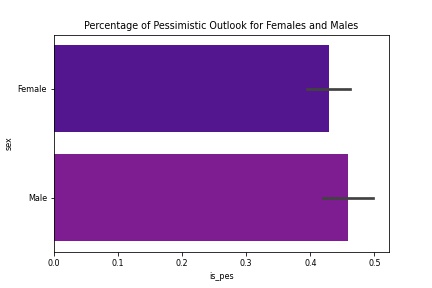 Percentage of Pessimistic Outlook for Females and Males
Female
sex
Male
0.0 0.1 0.2 0.3 0.4 0.5
is_pes